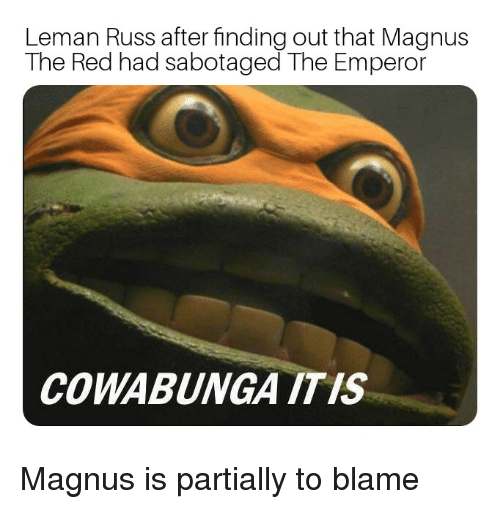 Leman Russ after finding out that Magnus
The Red had sabotaged The Emperor
COWABUNGA IT IS
Magnus is partially to blame